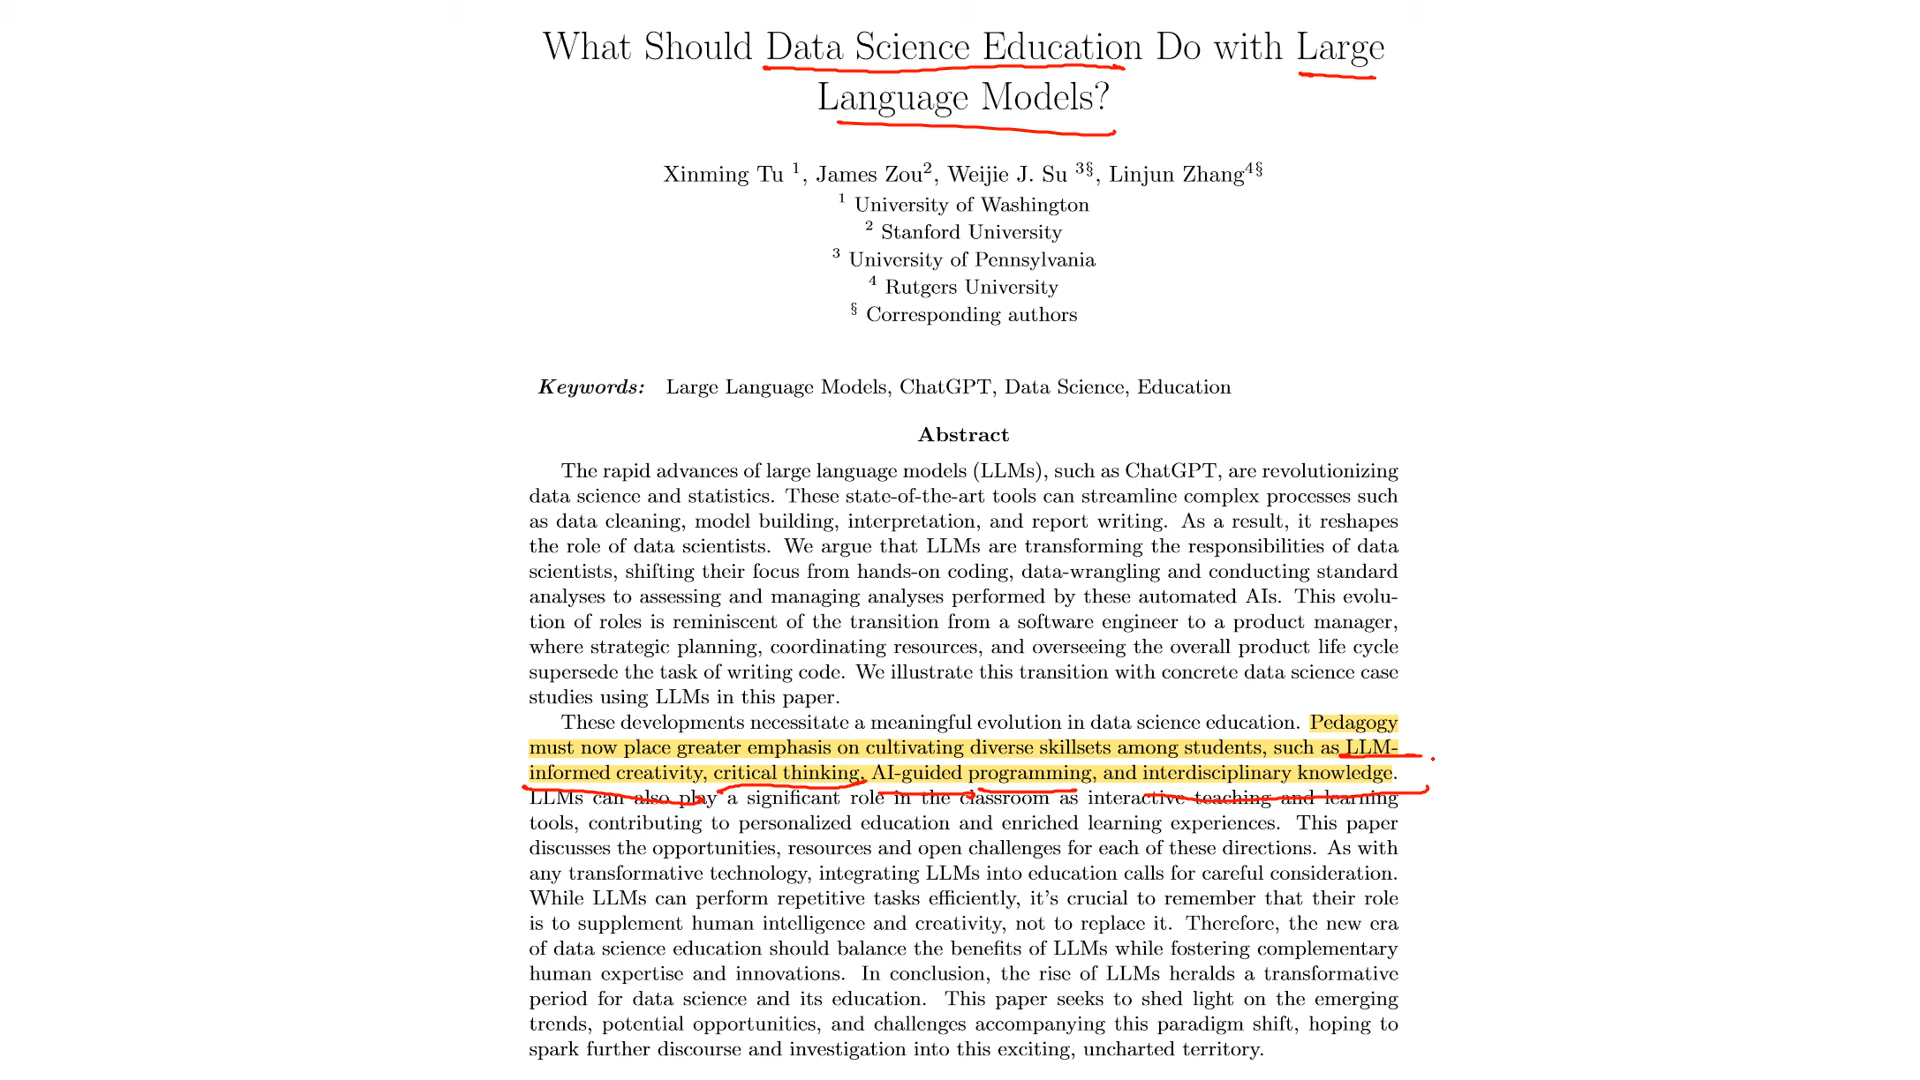 What Should Data Science Education Do with Large
Language Models?
Xinming Tu 1, James Zou2, Weijie J. Su 3§, Linjun Zhang4§
1 University of Washington
2 Stanford University
3 University of Pennsylvania
4 Rutgers University
§ Corresponding authors
Keywords: Large Language Models, ChatGPT, Data Science, Education
Abstract
The rapid advances of large language models (LLMs), such as ChatGPT, are revolutionizing
data science and statistics. These state-of-the-art tools can streamline complex processes such
as data cleaning, model building, interpretation, and report writing. As a result, it reshapes
the role of data scientists. We argue that LLMs are transforming the responsibilities of data
scientists, shifting their focus from hands-on coding, data-wrangling and conducting standard
analyses to assessing and managing analyses performed by these automated AIs. This evolu-
tion of roles is reminiscent of the transition from a software engineer to a product manager,
where strategic planning, coordinating resources, and overseeing the overall product life cycle
supersede the task of writing code. We illustrate this transition with concrete data science case
studies using LLMs in this paper.
These developments necessitate a meaningful evolution in data science education. Pedagogy
must now place greater emphasis on cultivating diverse skillsets among students, such as LLM-
informed creativity, critical thinking, AI-guided programming, and interdisciplinary knowledge.
LLMs can also play a significant role in the classroom as interactive teaching and learning
tools, contributing to personalized education and enriched learning experiences. This paper
discusses the opportunities, resources and open challenges for each of these directions. As with
any transformative technology, integrating LLMs into education calls for careful consideration.
While LLMs can perform repetitive tasks efficiently, it's crucial to remember that their role
is to supplement human intelligence and creativity, not to replace it. Therefore, the new era
of data science education should balance the benefits of LLMs while fostering complementary
human expertise and innovations. In conclusion, the rise of LLMs heralds a transformative
period for data science and its education. This paper seeks to shed light on the emerging
trends, potential opportunities, and challenges accompanying this paradigm shift, hoping to
spark further discourse and investigation into this exciting, uncharted territory.